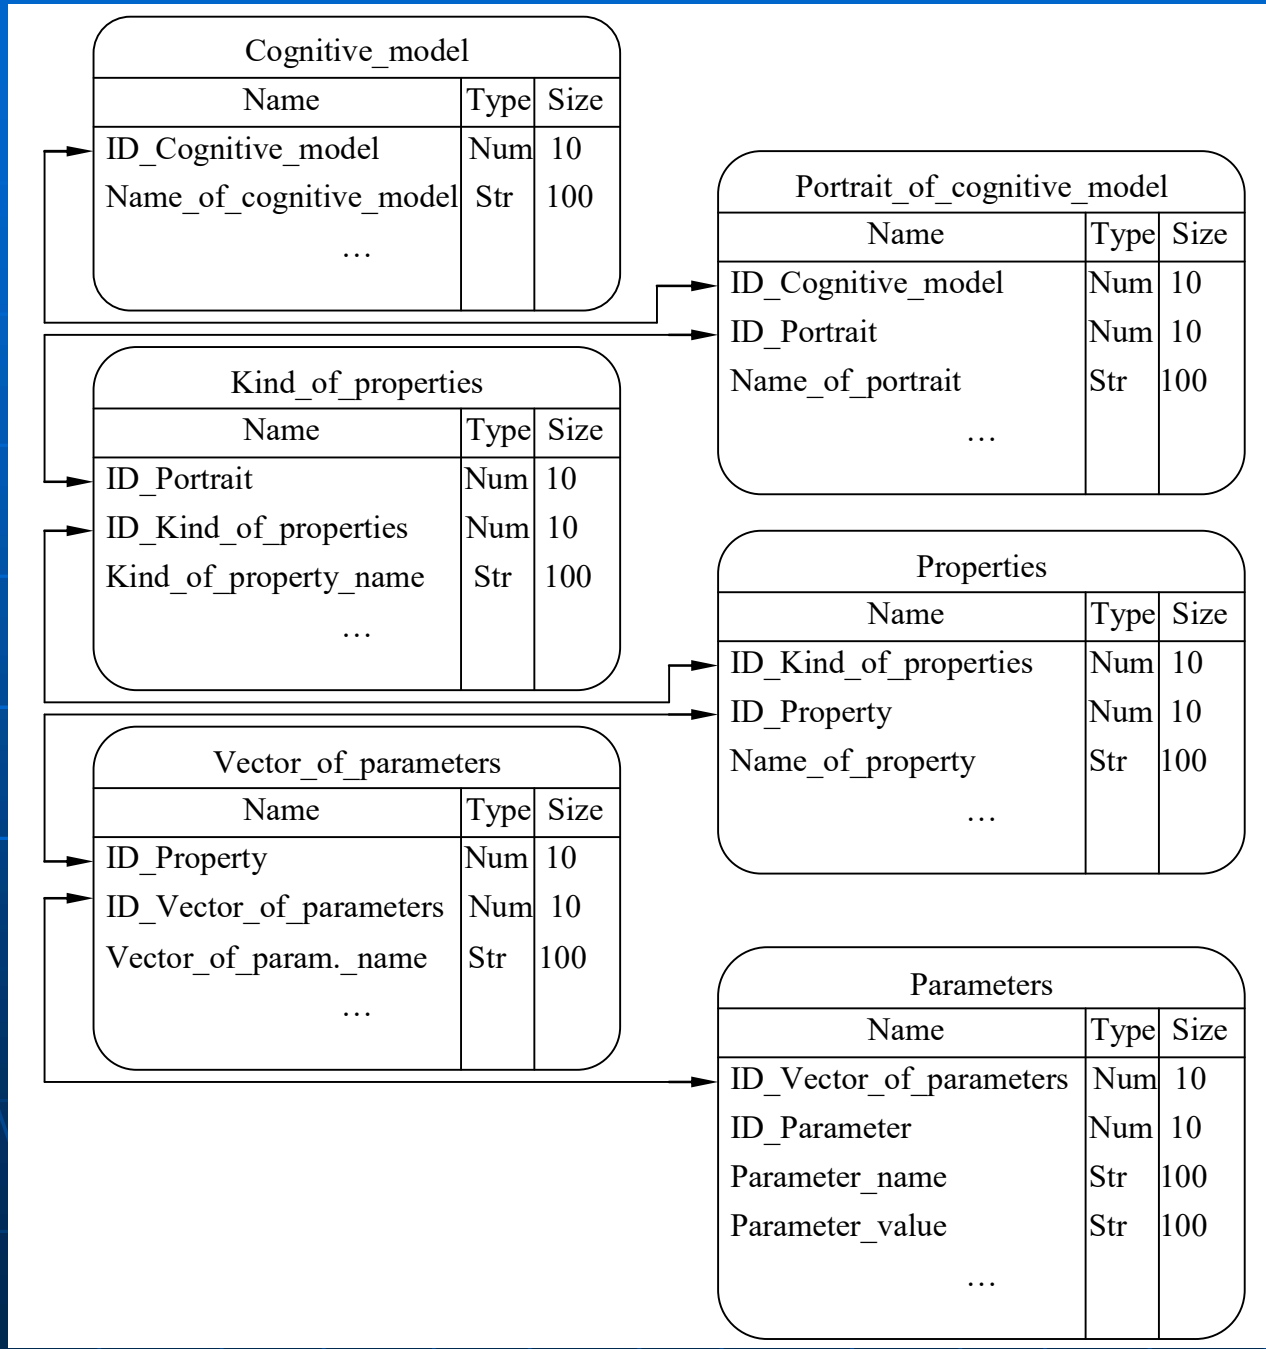 Cognitive_model
Name Type Size
ID_Cognitive_model Num 10
Name_of_cognitive_model Str 100
…
Portrait_of_cognitive_model
Name Type Size
ID_Cognitive_model Num 10
ID_Portrait Num 10
Name_of_portrait Str 100
…
Kind_of_properties
Name Type Size
ID_Portrait Num 10
ID_Kind_of_properties Num 10
Kind_of_property_name Str 100
…
Properties
Name Type Size
ID_Kind_of_properties Num 10
ID_Property Num 10
Name_of_property Str 100
…
Vector_of_parameters
Name Type Size
ID_Property Num 10
ID_Vector_of_parameters Num 10
Vector_of_param._name Str 100
…
Parameters
Name Type Size
ID_Vector_of_parameters Num 10
ID_Parameter Num 10
Parameter_name Str 100
Parameter_value Str 100
…